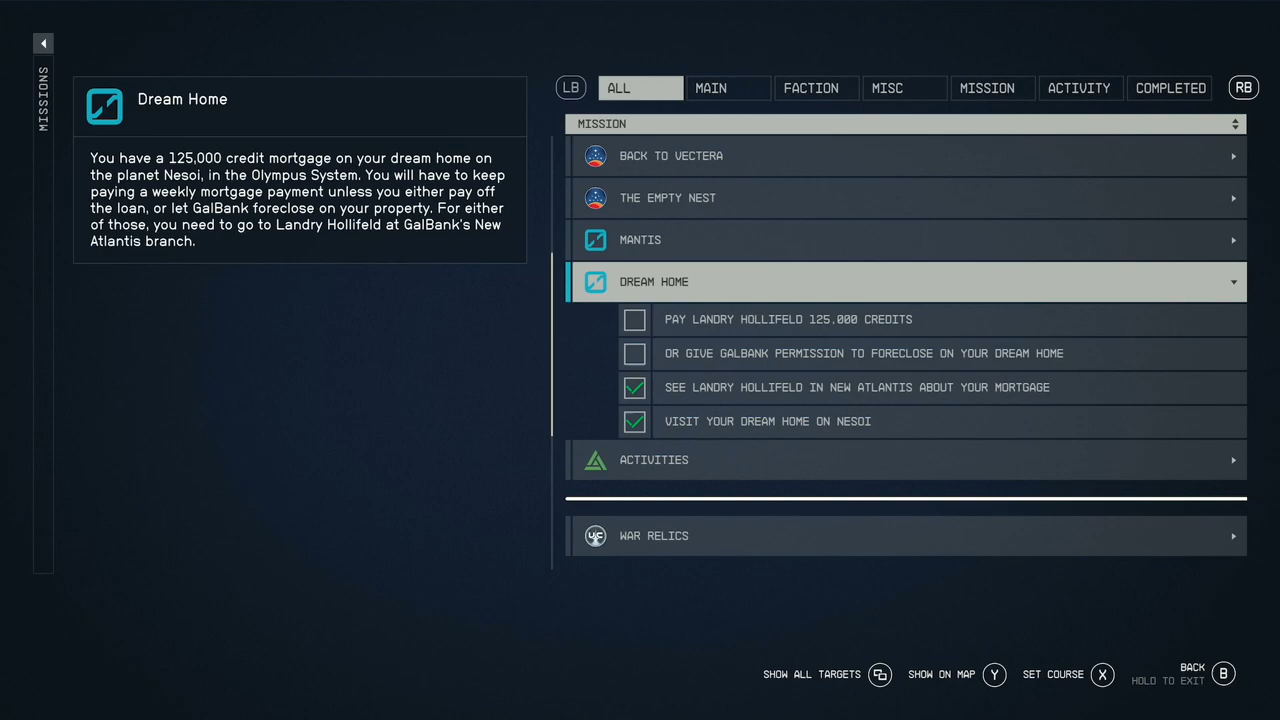 MISSIONS
Dream Home
You have a 125,000 credit mortgage on your dream home on
the planet Nesoi, in the Olympus System. You will have to keep
paying a weekly mortgage payment unless you either pay off
the loan, or let GalBank foreclose on your property. For either
of those, you need to go to Landry Hollifeld at GalBank's New
Atlantis branch.
LB ALL MAIN FACTION MISC MISSION ACTIVITY COMPLETED RB
MISSION
BACK TO VECTERA
THE EMPTY NEST
MANTIS
DREAM HOME
PAY LANDRY HOLLIFELD 125,000 CREDITS
OR GIVE GALBANK PERMISSION TO FORECLOSE ON YOUR DREAM HOME
SEE LANDRY HOLLIFELD IN NEW ATLANTIS ABOUT YOUR MORTGAGE
VISIT YOUR DREAM HOME ON NESOI
ACTIVITIES
UC WAR RELICS
SHOW ALL TARGETS SHOW ON MAP Y SET COURSE X BACK B
HOLD TO EXIT